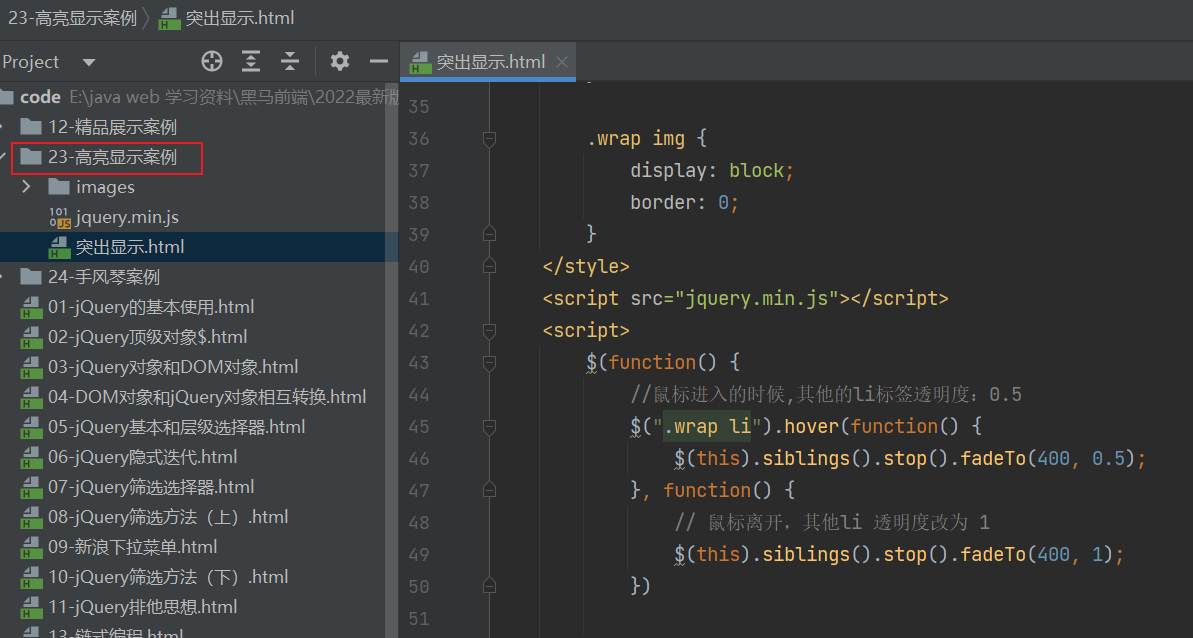 23-高亮显示案例 突出显示.html
Project
突出显示.html
code E:\java web 学习资料\黑马前端\2022最新版
12-精品展示案例
23-高亮显示案例
images
jquery.min.js
突出显示.html
24-手风琴案例
01-jQuery的基本使用.html
02-jQuery顶级对象$.html
03-jQuery对象和DOM对象.html
04-DOM对象和jQuery对象相互转换.html
05-jQuery基本和层级选择器.html
06-jQuery隐式迭代.html
07-jQuery筛选选择器.html
08-jQuery筛选方法（上）.html
09-新浪下拉菜单.html
10-jQuery筛选方法（下）.html
11-jQuery排他思想.html
13-链式编程.html
35
36 .wrap img {
37 display: block;
38 border: 0;
39 }
40 </style>
41 <script src="jquery.min.js"></script>
42 <script>
43 $(function() {
44 //鼠标进入的时候,其他的li标签透明度：0.5
45 $(".wrap li").hover(function() {
46 $(this).siblings().stop().fadeTo(400, 0.5);
47 }, function() {
48 // 鼠标离开，其他li 透明度改为 1
49 $(this).siblings().stop().fadeTo(400, 1);
50 })
51